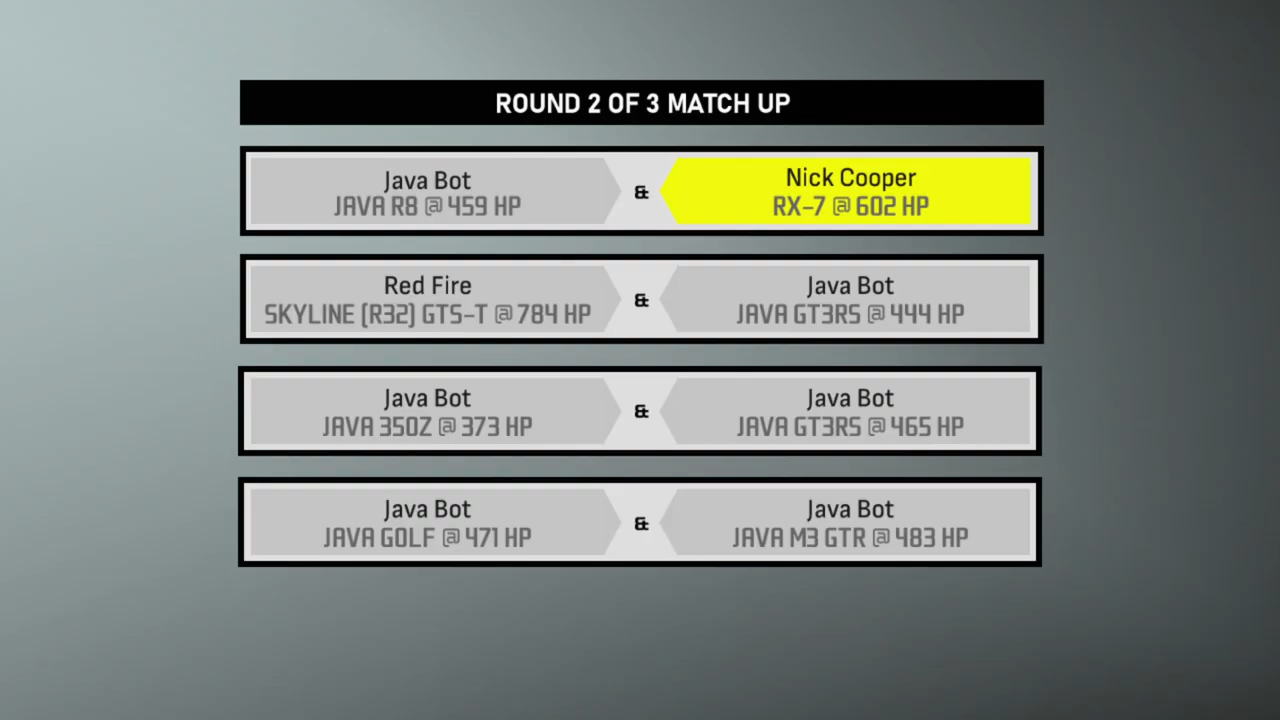 ROUND 2 OF 3 MATCH UP
Java Bot
JAVA R8 @ 459 HP
&
Nick Cooper
RX-7 @ 602 HP
Red Fire
SKYLINE (R32) GTS-T @ 784 HP
&
Java Bot
JAVA GT3RS @ 444 HP
Java Bot
JAVA 350Z @ 373 HP
&
Java Bot
JAVA GT3RS @ 465 HP
Java Bot
JAVA GOLF @ 471 HP
&
Java Bot
JAVA M3 GTR @ 483 HP